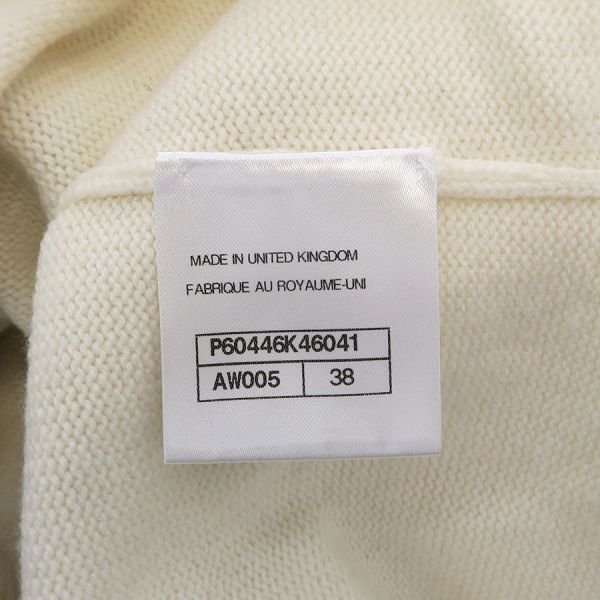 MADE IN UNITED KINGDOM
FABRIQUE AU ROYAUME-UNI
P60446K46041
AW005 38